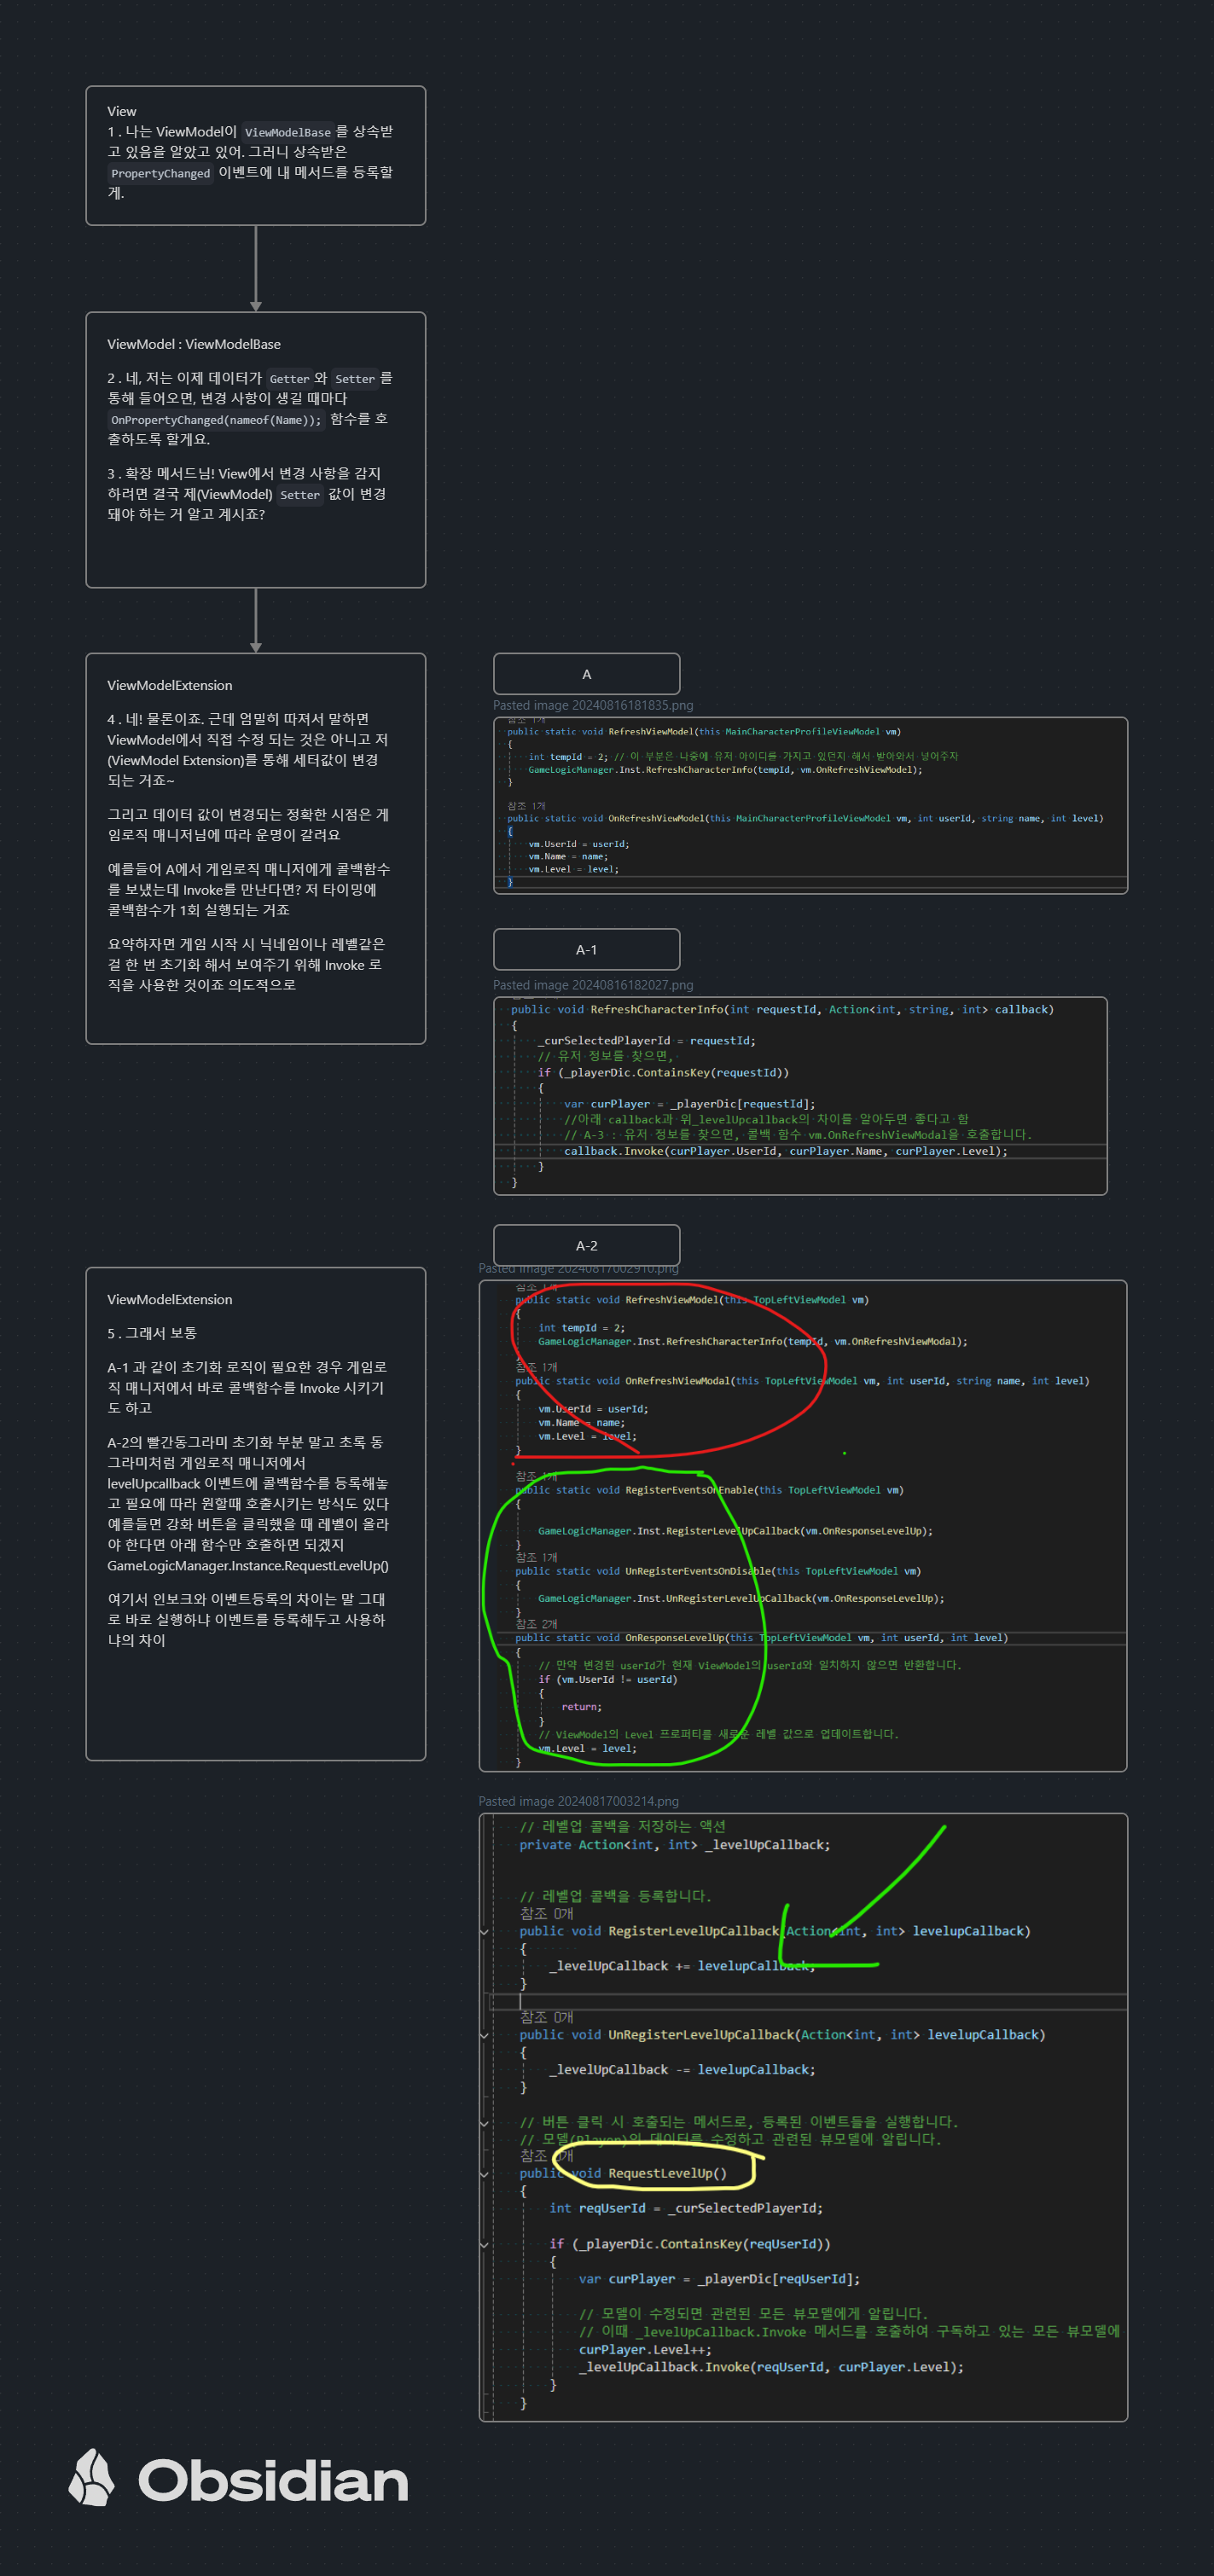 View
1 . 나는 ViewModel이 ViewModelBase 를 상속받
고 있음을 알았고 있어. 그러니 상속받은
PropertyChanged 이벤트에 내 메서드를 등록할
게.
ViewModel : ViewModelBase
2 . 네, 저는 이제 데이터가 Getter 와 Setter 를
통해 들어오면, 변경 사항이 생길 때마다
OnPropertyChanged(nameof(Name)); 함수를 호
출하도록 할게요.
3 . 확장 메서드님! View에서 변경 사항을 감지
하려면 결국 제(ViewModel) Setter 값이 변경
돼야 하는 거 알고 계시죠?
ViewModelExtension
4 . 네! 물론이죠. 근데 엄밀히 따져서 말하면
ViewModel에서 직접 수정 되는 것은 아니고 저
(ViewModel Extension)를 통해 세터값이 변경
되는 거죠~
그리고 데이터 값이 변경되는 정확한 시점은 게
임로직 매니저님에 따라 운명이 갈려요
예를들어 A에서 게임로직 매니저에게 콜백함수
를 보냈는데 Invoke를 만난다면? 저 타이밍에
콜백함수가 1회 실행되는 거죠
요약하자면 게임 시작 시 닉네임이나 레벨같은
걸 한 번 초기화 해서 보여주기 위해 Invoke 로
직을 사용한 것이죠 의도적으로
A
Pasted image 20240816181835.png
참조 1개
public static void RefreshViewModel(this MainCharacterProfileViewModel vm)
{
int tempId = 2; // 이 부분은 나중에 유저 아이디를 가지고 있던지 해서 받아와서 넣어주자
GameLogicManager.Inst.RefreshCharacterInfo(tempId, vm.OnRefreshViewModel);
}
참조 1개
public static void OnRefreshViewModel(this MainCharacterProfileViewModel vm, int userId, string name, int level)
{
vm.UserId = userId;
vm.Name = name;
vm.Level = level;
}
A-1
Pasted image 20240816182027.png
public void RefreshCharacterInfo(int requestId, Action<int, string, int> callback)
{
_curSelectedPlayerId = requestId;
// 유저 정보를 찾으면,
if (_playerDic.ContainsKey(requestId))
{
var curPlayer = _playerDic[requestId];
//아래 callback과 위_levelUpcallback의 차이를 알아두면 좋다고 함
// A-3 : 유저 정보를 찾으면, 콜백 함수 vm.OnRefreshViewModal을 호출합니다.
callback.Invoke(curPlayer.UserId, curPlayer.Name, curPlayer.Level);
}
}
A-2
Pasted image 20240817002910.png
ViewModelExtension
5 . 그래서 보통
A-1 과 같이 초기화 로직이 필요한 경우 게임로
직 매니저에서 바로 콜백함수를 Invoke 시키기
도 하고
A-2의 빨간동그라미 초기화 부분 말고 초록 동
그라미처럼 게임로직 매니저에서
levelUpcallback 이벤트에 콜백함수를 등록해놓
고 필요에 따라 원할때 호출시키는 방식도 있다
예를들면 강화 버튼을 클릭했을 때 레벨이 올라
야 한다면 아래 함수만 호출하면 되겠지
GameLogicManager.Instance.RequestLevelUp()
여기서 인보크와 이벤트등록의 차이는 말 그대
로 바로 실행하냐 이벤트를 등록해두고 사용하
냐의 차이
참조 1개
public static void RefreshViewModel(this TopLeftViewModel vm)
{
int tempId = 2;
GameLogicManager.Inst.RefreshCharacterInfo(tempId, vm.OnRefreshViewModal);
참조 1개
public static void OnRefreshViewModal(this TopLeftViewModel vm, int userId, string name, int level)
{
vm.UserId = userId;
vm.Name = name;
vm.Level = level;
}
참조 1개
public static void RegisterEventsOnEnable(this TopLeftViewModel vm)
{
GameLogicManager.Inst.RegisterLevelUpCallback(vm.OnResponseLevelUp);
}
참조 1개
public static void UnRegisterEventsOnDisable(this TopLeftViewModel vm)
{
GameLogicManager.Inst.UnRegisterLevelUpCallback(vm.OnResponseLevelUp);
}
참조 2개
public static void OnResponseLevelUp(this TopLeftViewModel vm, int userId, int level)
{
// 만약 변경된 userId가 현재 ViewModel의 userId와 일치하지 않으면 반환합니다.
if (vm.UserId != userId)
{
return;
}
// ViewModel의 Level 프로퍼티를 새로운 레벨 값으로 업데이트합니다.
vm.Level = level;
}
Pasted image 20240817003214.png
// 레벨업 콜백을 저장하는 액션
private Action<int, int> _levelUpCallback;
// 레벨업 콜백을 등록합니다.
참조 0개
public void RegisterLevelUpCallback(Action<int, int> levelupCallback)
{
_levelUpCallback += levelupCallback;
}
참조 0개
public void UnRegisterLevelUpCallback(Action<int, int> levelupCallback)
{
_levelUpCallback -= levelupCallback;
}
// 버튼 클릭 시 호출되는 메서드로, 등록된 이벤트들을 실행합니다.
// 모델(Player)의 데이터를 수정하고 관련된 뷰모델에 알립니다.
참조 0개
public void RequestLevelUp()
{
int reqUserId = _curSelectedPlayerId;
if (_playerDic.ContainsKey(reqUserId))
{
var curPlayer = _playerDic[reqUserId];
// 모델이 수정되면 관련된 모든 뷰모델에게 알립니다.
// 이때 _levelUpCallback.Invoke 메서드를 호출하여 구독하고 있는 모든 뷰모델에
curPlayer.Level++;
_levelUpCallback.Invoke(reqUserId, curPlayer.Level);
}
}
Obsidian